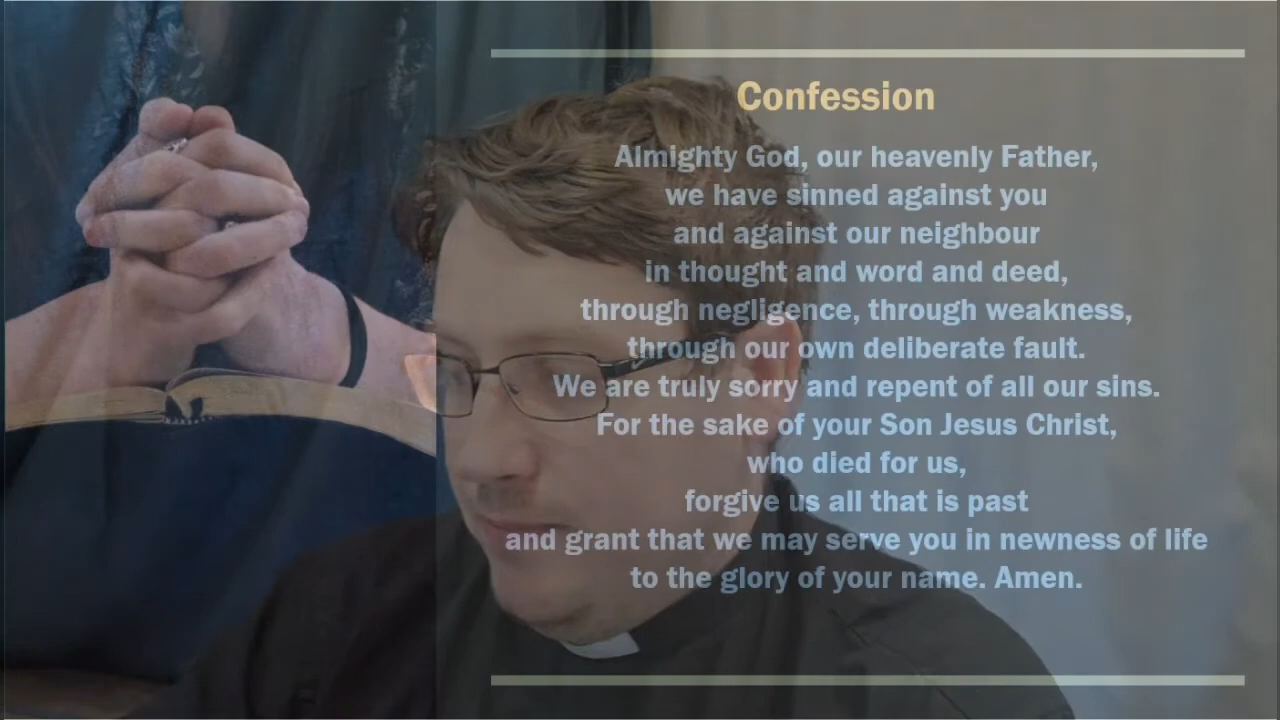 Confession
Almighty God, our heavenly Father,
we have sinned against you
and against our neighbour
in thought and word and deed,
through negligence, through weakness,
through our own deliberate fault.
We are truly sorry and repent of all our sins.
For the sake of your Son Jesus Christ,
who died for us,
forgive us all that is past
and grant that we may serve you in newness of life
to the glory of your name. Amen.